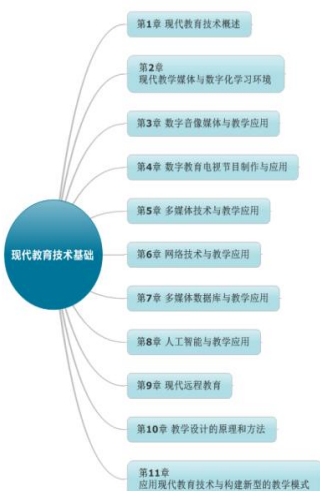 第1章 现代教育技术概述
第2章
现代教学媒体与数字化学习环境
第3章 数字音像媒体与教学应用
第4章 数字教育电视节目制作与应用
第5章 多媒体技术与教学应用
现代教育技术基础
第6章 网络技术与教学应用
第7章 多媒体数据库与教学应用
第8章 人工智能与教学应用
第9章 现代远程教育
第10章 教学设计的原理和方法
第11章
应用现代教育技术与构建新型的教学模式